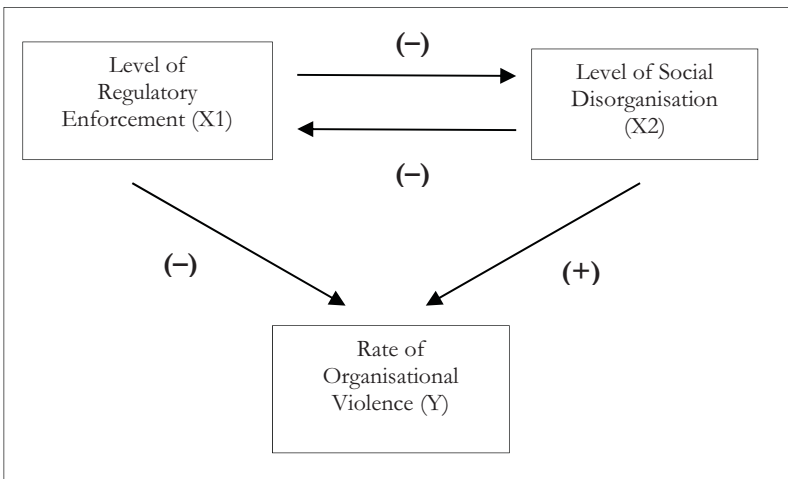 (–)
Level of
Regulatory
Enforcement (X1)
Level of Social
Disorganisation
(X2)
(–)
(–)
(+)
Rate of
Organisational
Violence (Y)